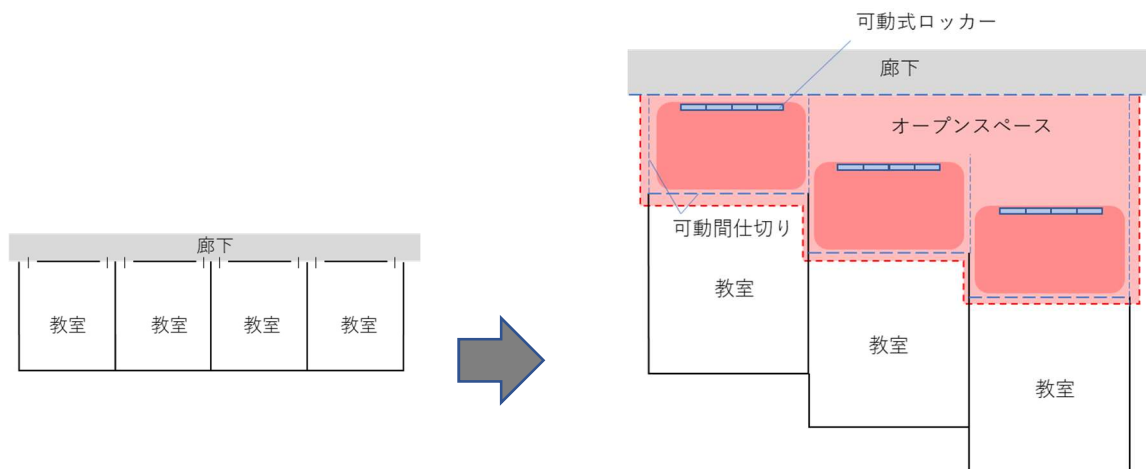 廊下
教室
教室
教室
教室
可動式ロッカー
廊下
オープンスペース
可動間仕切り
教室
教室
教室